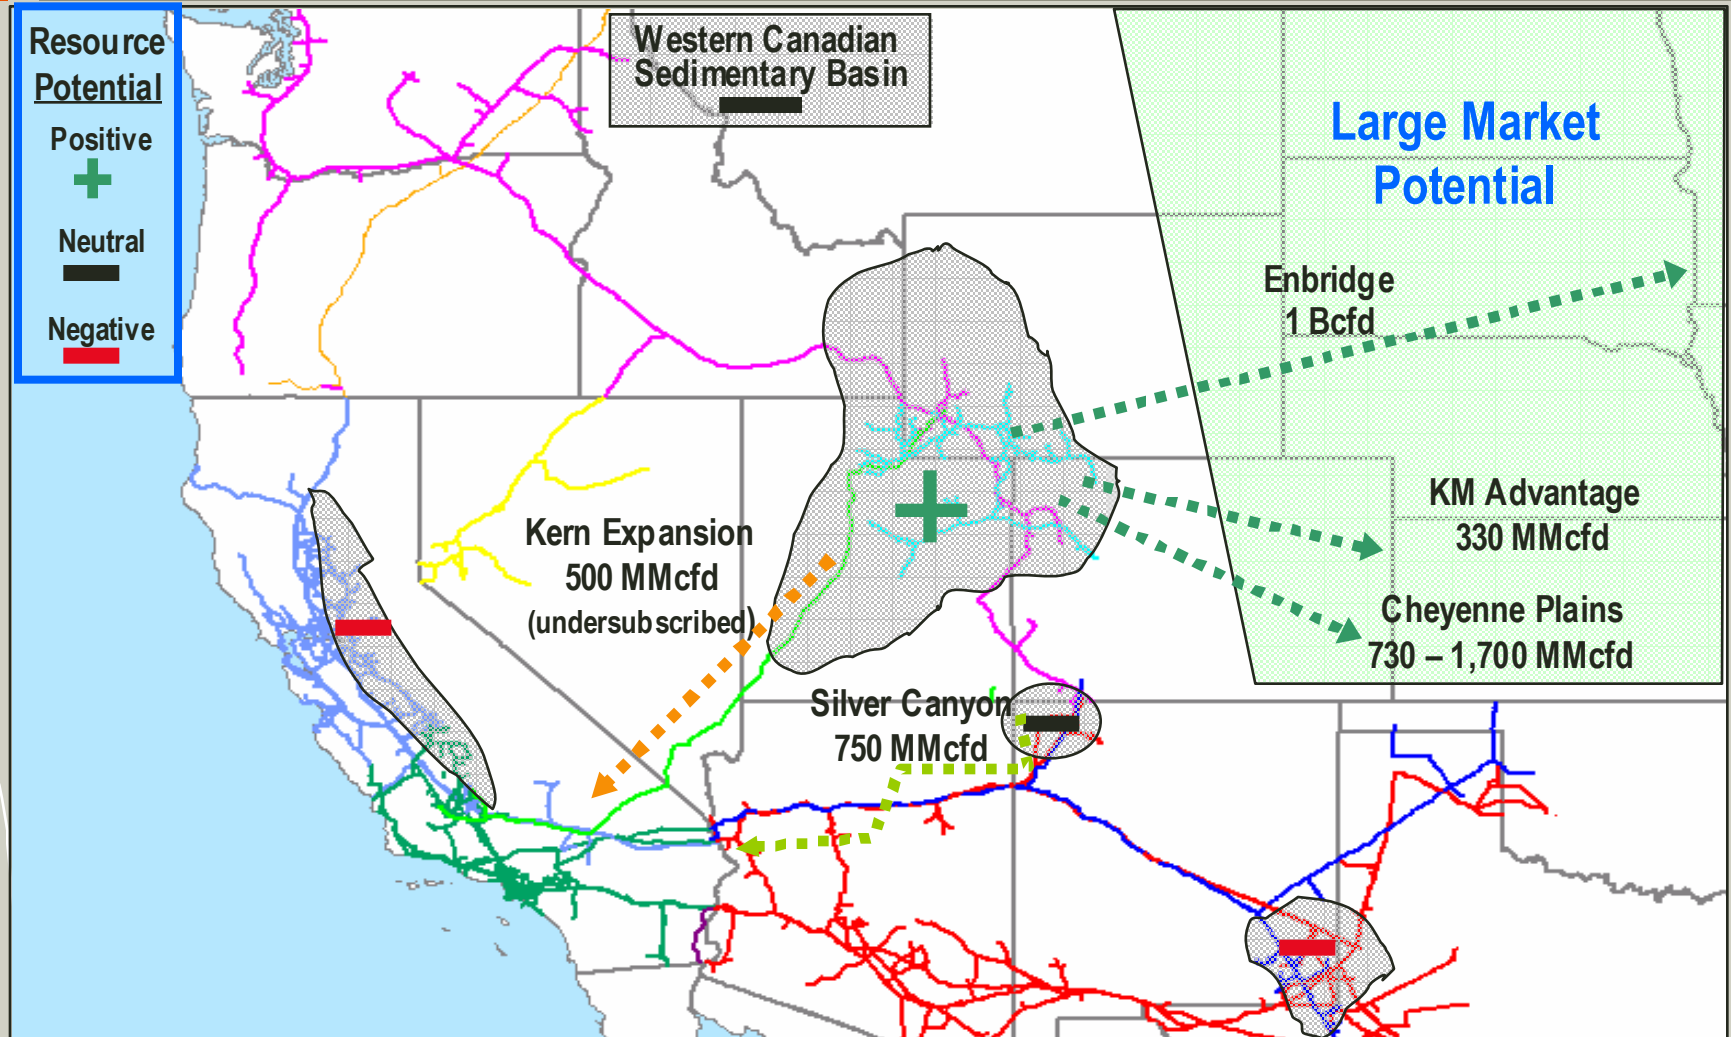 Resource
Potential
Positive
Neutral
Negative
Western Canadian
Sedimentary Basin
Large Market
Potential
Enbridge
1 Bcfd
KM Advantage
330 MMcfd
Cheyenne Plains
730 – 1,700 MMcfd
Kern Expansion
500 MMcfd
(undersubscribed)
Silver Canyon
750 MMcfd